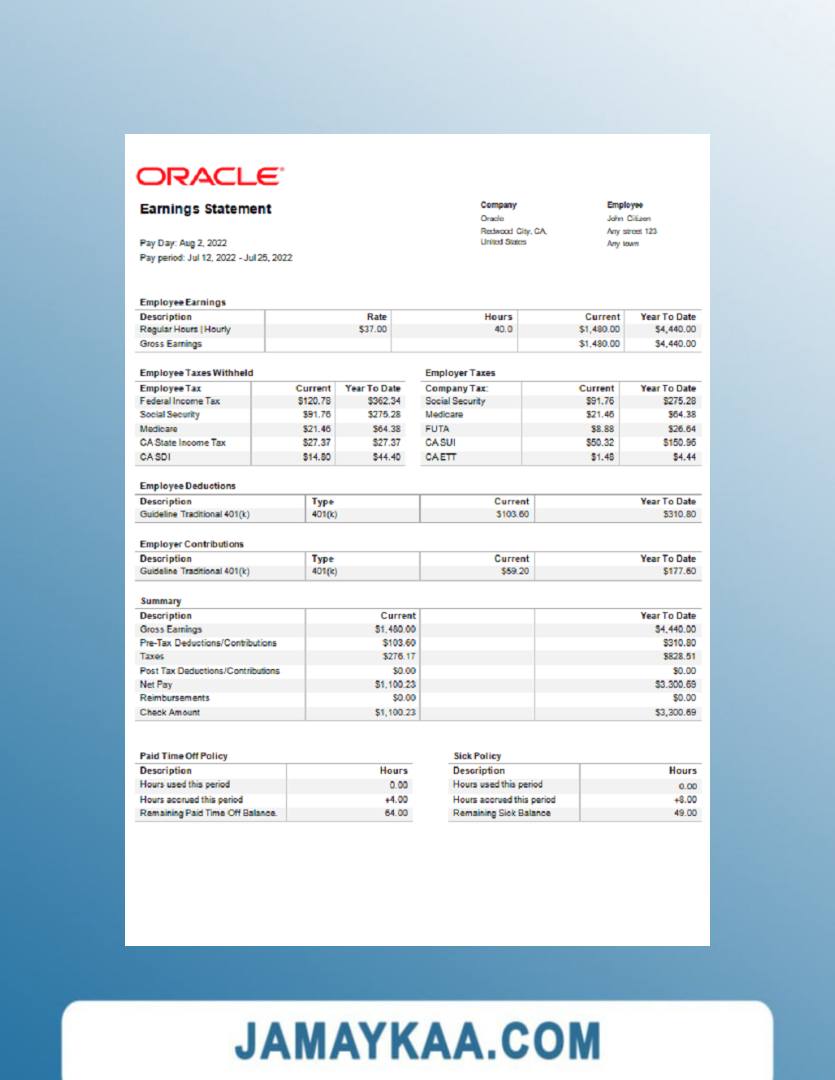 ORACLE®
Earnings Statement
Company
Oracle
Redwood City, CA,
United States
Employee
John Citizen
Any street 123
Any town
Pay Day: Aug 2, 2022
Pay period: Jul 12, 2022 - Jul 25, 2022
Employee Earnings
Description Rate Hours Current Year To Date
Regular Hours | Hourly $37.00 40.0 $1,480.00 $4,440.00
Gross Earnings $1,480.00 $4,440.00
Employee Taxes Withheld
Employee Tax Current Year To Date
Federal Income Tax $120.78 $362.34
Social Security $91.76 $275.28
Medicare $21.46 $64.38
CA State Income Tax $27.37 $27.37
CA SDI $14.80 $44.40
Employer Taxes
Company Tax: Current Year To Date
Social Security $91.76 $275.28
Medicare $21.46 $64.38
FUTA $8.88 $26.64
CA SUI $50.32 $150.96
CA ETT $1.48 $4.44
Employee Deductions
Description Type Current Year To Date
Guideline Traditional 401(k) 401(k) $103.60 $310.80
Employer Contributions
Description Type Current Year To Date
Guideline Traditional 401(k) 401(k) $59.20 $177.60
Summary
Description Current Year To Date
Gross Earnings $1,480.00 $4,440.00
Pre-Tax Deductions/Contributions $103.60 $310.80
Taxes $276.17 $828.51
Post Tax Deductions/Contributions $0.00 $0.00
Net Pay $1,100.23 $3.300.69
Reimbursements $0.00 $0.00
Check Amount $1,100.23 $3,300.69
Paid Time Off Policy
Description Hours
Hours used this period 0.00
Hours accrued this period +4.00
Remaining Paid Time Off Balance. 64.00
Sick Policy
Description Hours
Hours used this period 0.00
Hours accrued this period +8.00
Remaining Sick Balance 49.00
JAMAYKAA.COM